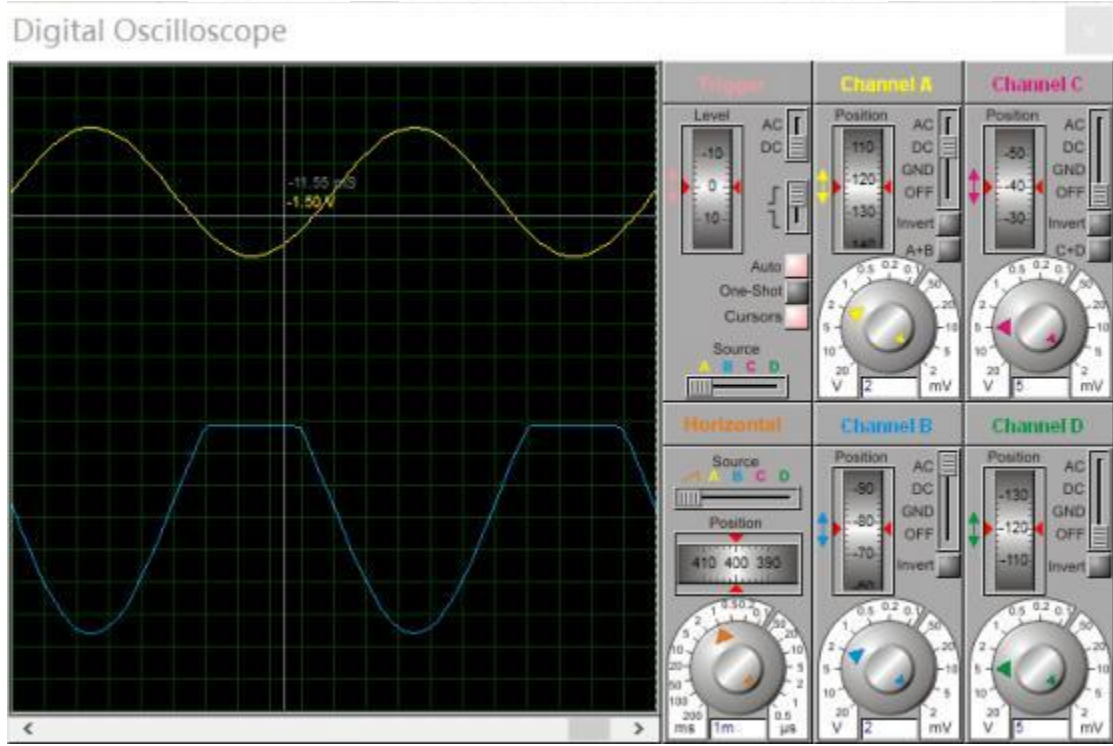 Digital Oscilloscope
Trigger
Level
AC
DC
-10
0
10
Auto
One-Shot
Cursors
Source
A B C D
Channel A
Position
110
120
130
140
AC
DC
GND
OFF
Invert
A+B
V 2 mV
Channel C
Position
-50
-40
-30
AC
DC
GND
OFF
Invert
C+D
V 5 mV
-11.55 mS
-1.50 V
Horizontal
Source
A B C D
Position
410 400 390
ms 1m µs
Channel B
Position
-90
-80
-70
-60
AC
DC
GND
OFF
Invert
V 2 mV
Channel D
Position
-130
-120
-110
AC
DC
GND
OFF
Invert
V 5 mV